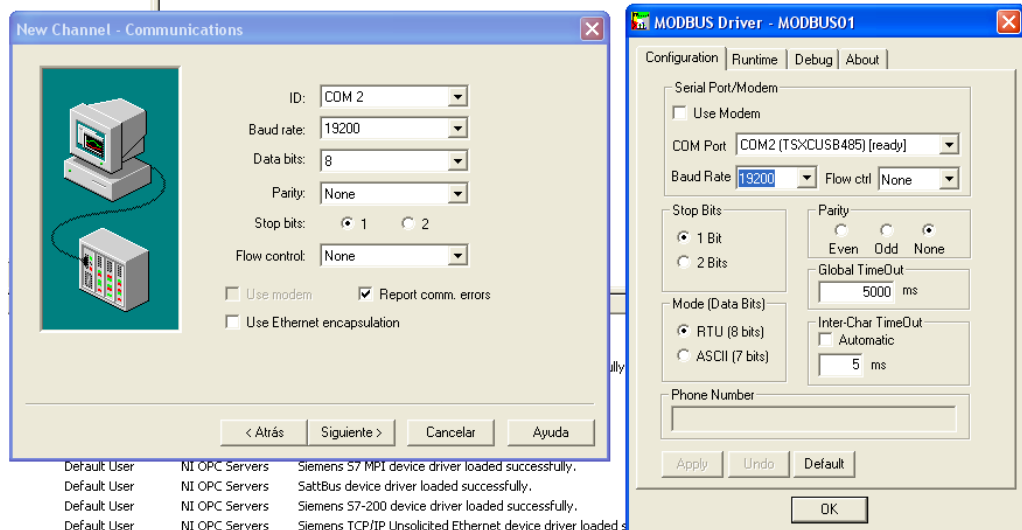 New Channel - Communications
ID: COM 2
Baud rate: 19200
Data bits: 8
Parity: None
Stop bits: 1 2
Flow control: None
Use modem Report comm. errors
Use Ethernet encapsulation
< Atrás Siguiente > Cancelar Ayuda
Default User NI OPC Servers Siemens S7 MPI device driver loaded successfully.
Default User NI OPC Servers SattBus device driver loaded successfully.
Default User NI OPC Servers Siemens S7-200 device driver loaded successfully.
Default User NI OPC Servers Siemens TCP/IP Unsolicited Ethernet device driver loaded s
MODBUS Driver - MODBUS01
Configuration Runtime Debug About
Serial Port/Modem
Use Modem
COM Port COM2 (TSXCUSB485) [ready]
Baud Rate 19200 Flow ctrl None
Stop Bits
1 Bit
2 Bits
Parity
Even Odd None
Global TimeOut
5000 ms
Mode (Data Bits)
RTU (8 bits)
ASCII (7 bits)
Inter-Char TimeOut
Automatic
5 ms
Phone Number
Apply Undo Default
OK